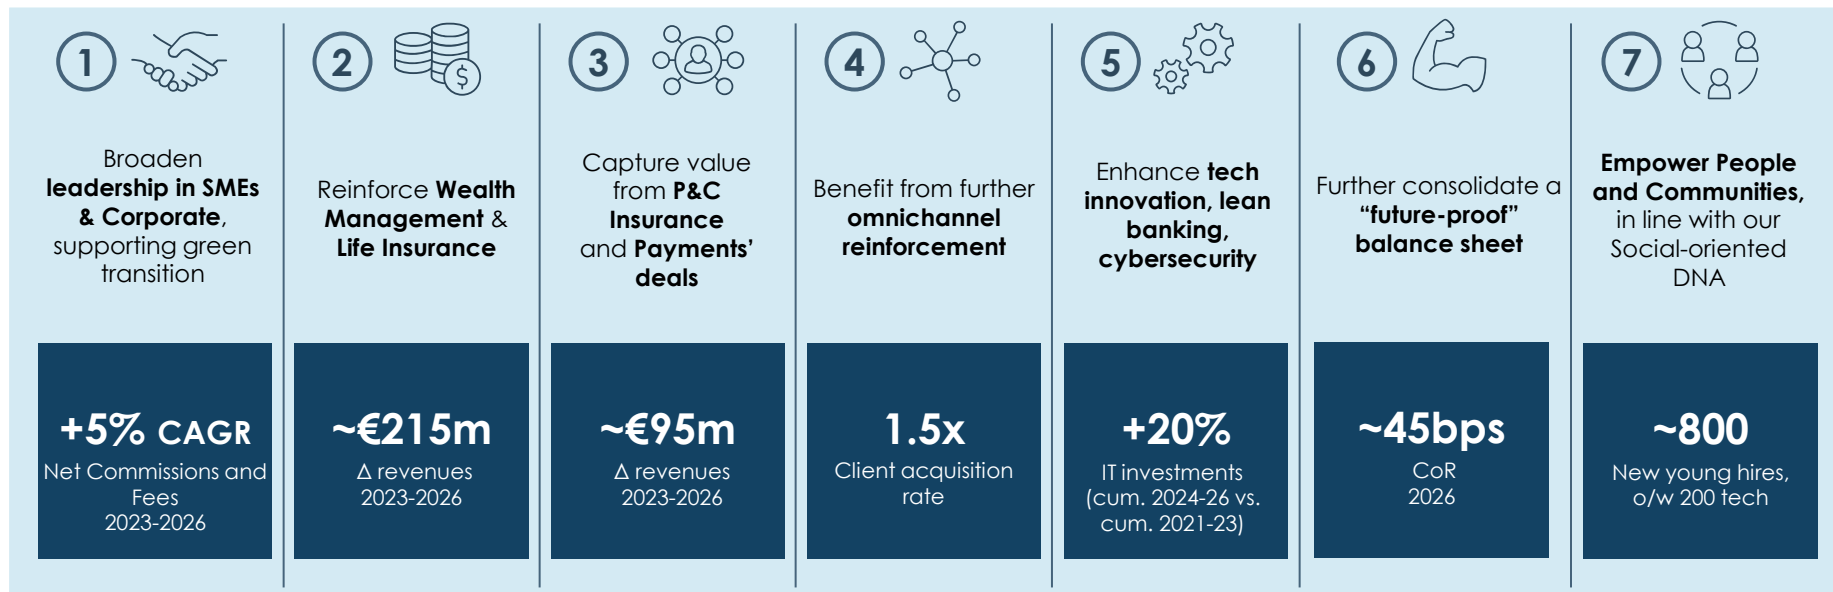 1
Broaden
leadership in SMEs
& Corporate,
supporting green
transition
+5% CAGR
Net Commissions and
Fees
2023-2026
2
$
Reinforce Wealth
Management &
Life Insurance
~€215m
Δ revenues
2023-2026
3
Capture value
from P&C
Insurance
and Payments’
deals
~€95m
Δ revenues
2023-2026
4
Benefit from further
omnichannel
reinforcement
1.5x
Client acquisition
rate
5
Enhance tech
innovation, lean
banking,
cybersecurity
+20%
IT investments
(cum. 2024-26 vs.
cum. 2021-23)
6
Further consolidate a
“future-proof”
balance sheet
~45bps
CoR
2026
7
Empower People
and Communities,
in line with our
Social-oriented
DNA
~800
New young hires,
o/w 200 tech